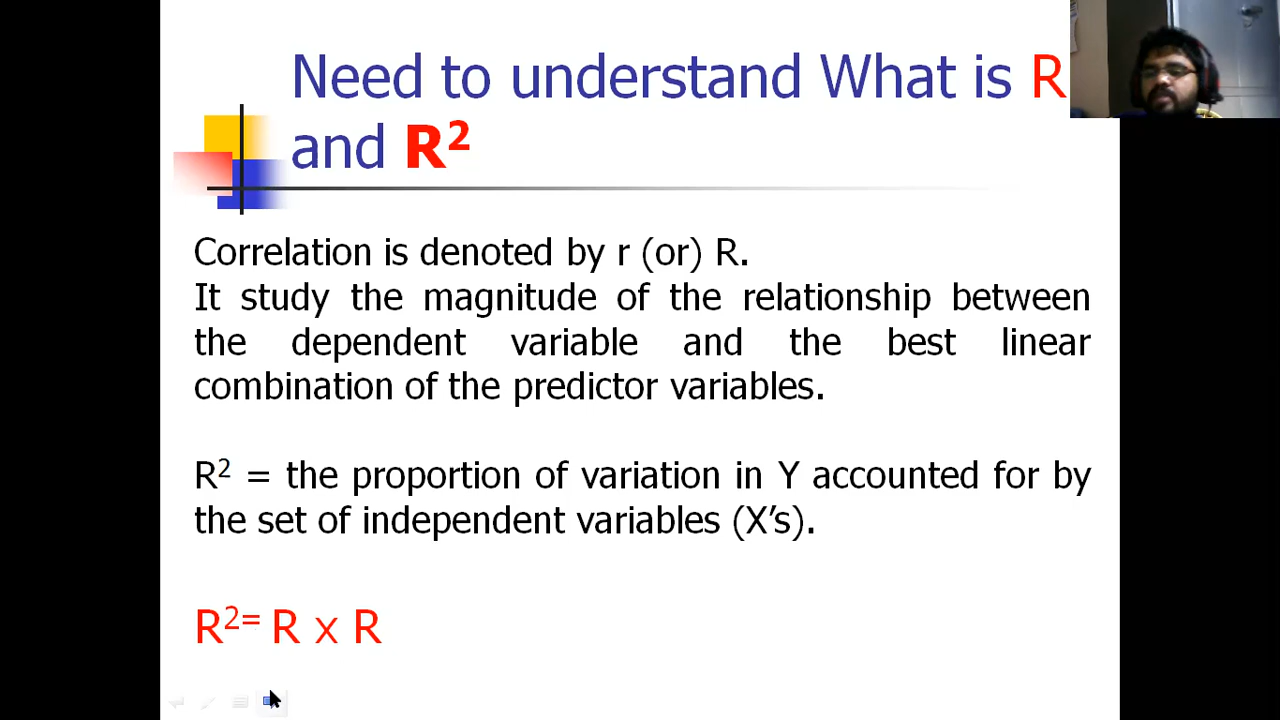 Need to understand What is R
and R²
Correlation is denoted by r (or) R.
It study the magnitude of the relationship between
the dependent variable and the best linear
combination of the predictor variables.
R² = the proportion of variation in Y accounted for by
the set of independent variables (X’s).
R²⁼ R x R